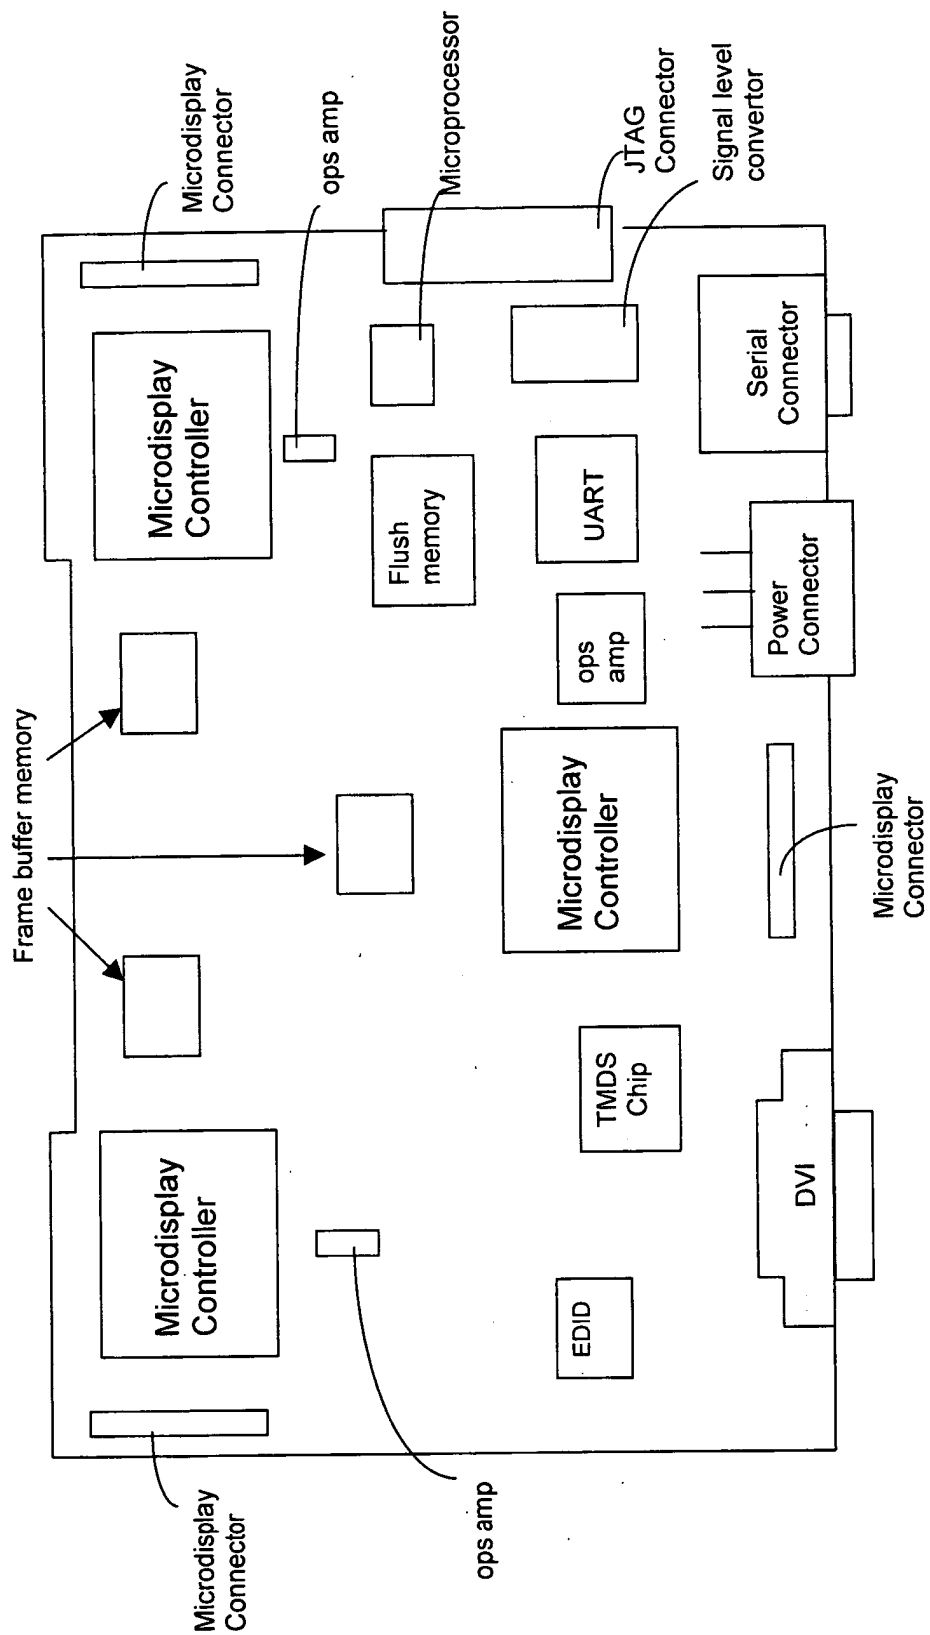 Microdisplay
Connector
ops amp
Microprocessor
JTAG
Connector
Signal level
convertor
Microdisplay
Controller
Serial
Connector
Flush
memory
UART
ops
amp
Power
Connector
Frame buffer memory
Microdisplay
Controller
Microdisplay
Connector
TMDS
Chip
Microdisplay
Controller
DVI
EDID
Microdisplay
Connector
ops amp